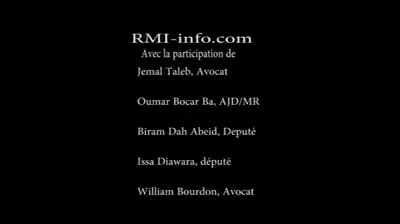 RMI-info.com
Avec la participation de
Jemal Taleb, Avocat
Oumar Bocar Ba, AJD/MR
Biram Dah Abeid, Deputé
Issa Diawara, député
William Bourdon, Avocat